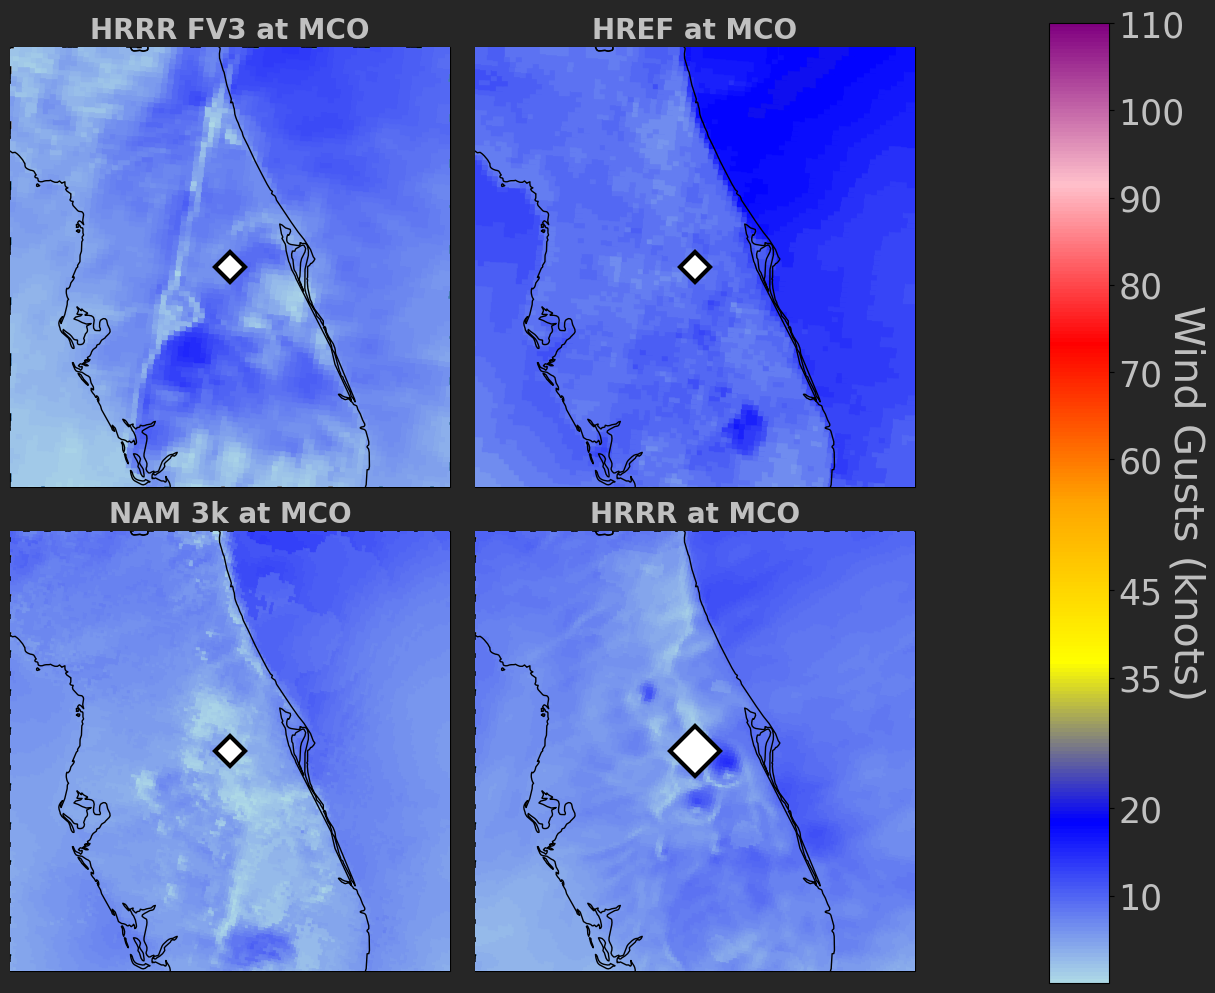 HRRR FV3 at MCO
HREF at MCO
NAM 3k at MCO
HRRR at MCO
110
100
90
80
70
60
45
35
20
10
Wind Gusts (knots)